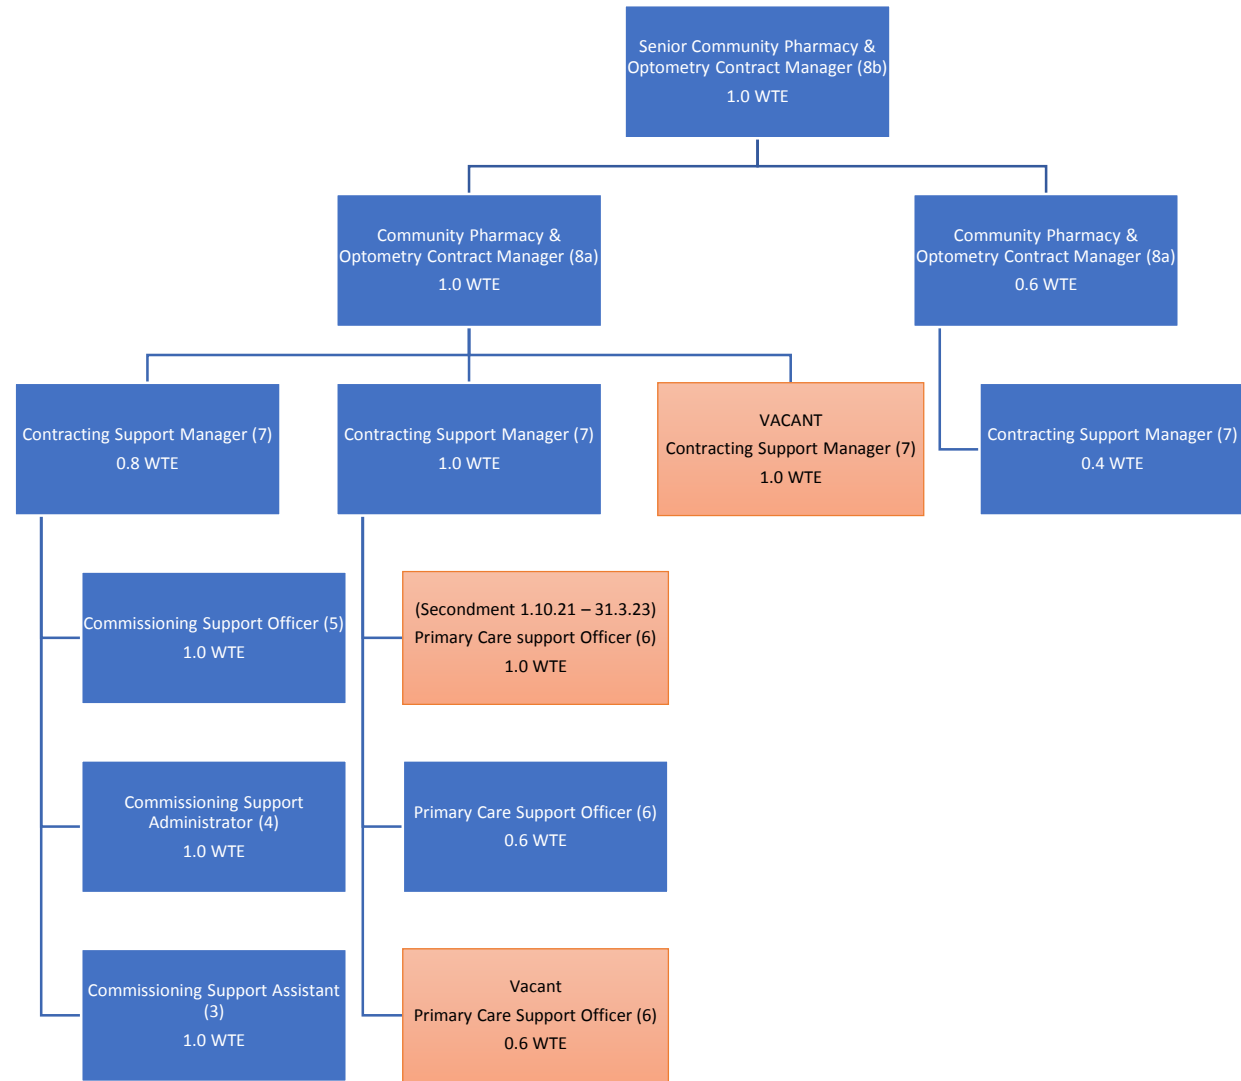 Senior Community Pharmacy &
Optometry Contract Manager (8b)
1.0 WTE
Community Pharmacy &
Optometry Contract Manager (8a)
1.0 WTE
Community Pharmacy &
Optometry Contract Manager (8a)
0.6 WTE
Contracting Support Manager (7)
0.8 WTE
Contracting Support Manager (7)
1.0 WTE
VACANT
Contracting Support Manager (7)
1.0 WTE
Contracting Support Manager (7)
0.4 WTE
Commissioning Support Officer (5)
1.0 WTE
(Secondment 1.10.21 – 31.3.23)
Primary Care support Officer (6)
1.0 WTE
Commissioning Support
Administrator (4)
1.0 WTE
Primary Care Support Officer (6)
0.6 WTE
Commissioning Support Assistant
(3)
1.0 WTE
Vacant
Primary Care Support Officer (6)
0.6 WTE